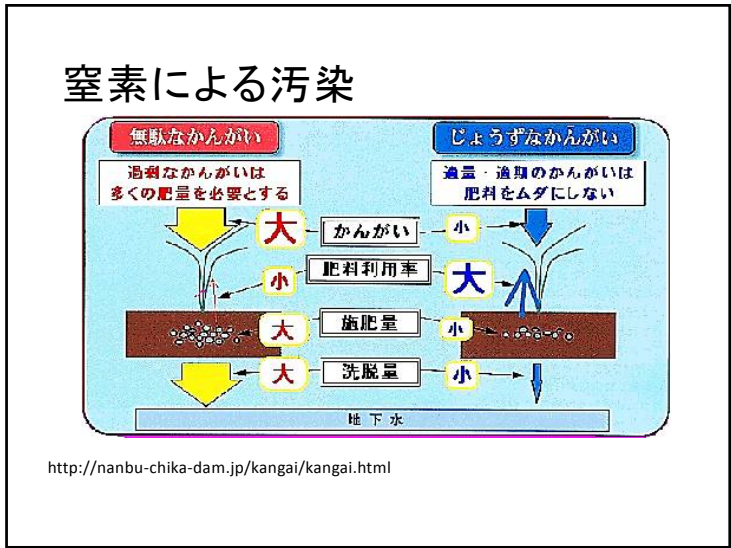 窒素による汚染
無駄なかんがい
じょうずなかんがい
過剰なかんがいは
多くの肥量を必要とする
適量・適期のかんがいは
肥料をムダにしない
大 かんがい 小
小 肥料利用率 大
大 施肥量 小
大 洗脱量 小
地下水
http://nanbu-chika-dam.jp/kangai/kangai.html